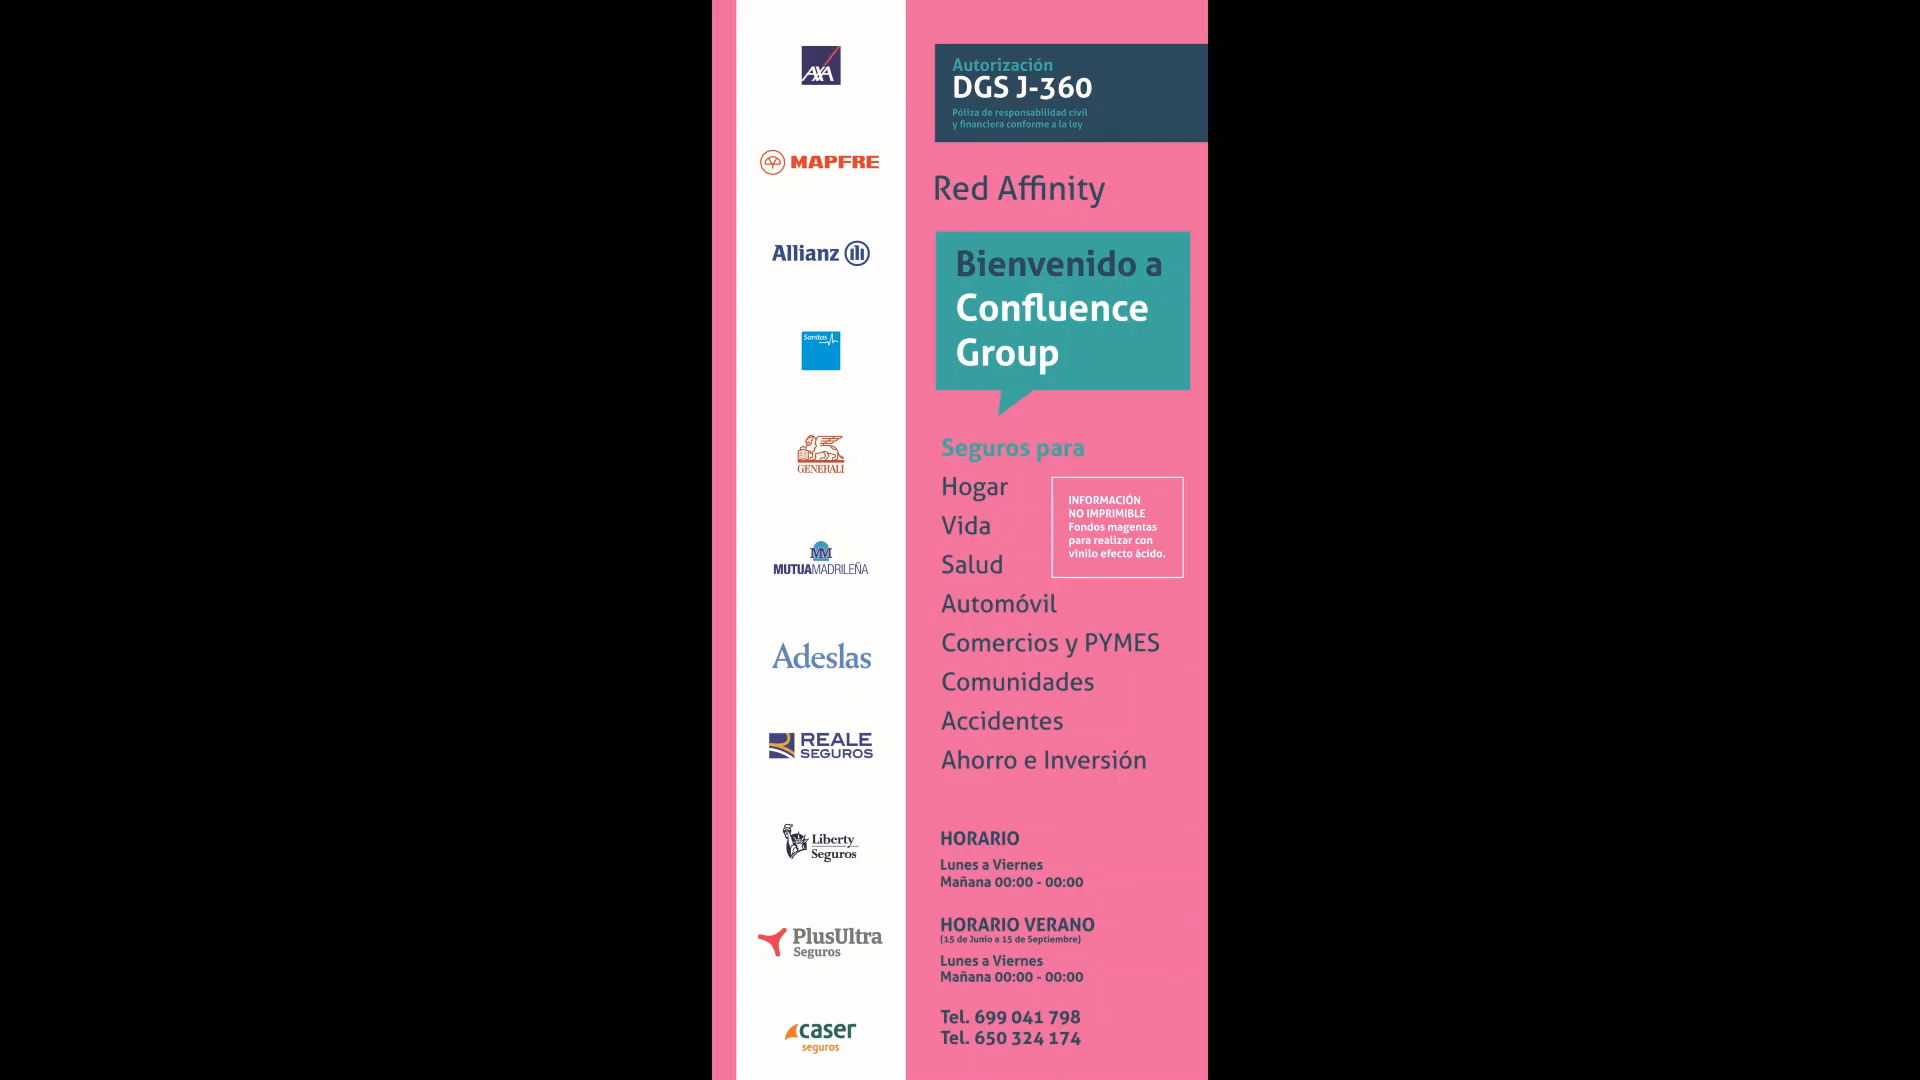 AXA
MAPFRE
Allianz
Sanitas
GENERALI
MM
MUTUAMADRILEÑA
Adeslas
REALE
SEGUROS
Liberty
Seguros
PlusUltra
Seguros
caser
seguros
Autorización
DGS J-360
Póliza de responsabilidad civil
y financiera conforme a la ley
Red Affinity
Bienvenido a
Confluence
Group
Seguros para
Hogar
Vida
Salud
Automóvil
Comercios y PYMES
Comunidades
Accidentes
Ahorro e Inversión
INFORMACIÓN
NO IMPRIMIBLE
Fondos magentas
para realizar con
vinilo efecto ácido.
HORARIO
Lunes a Viernes
Mañana 00:00 - 00:00
HORARIO VERANO
(15 de Junio a 15 de Septiembre)
Lunes a Viernes
Mañana 00:00 - 00:00
Tel. 699 041 798
Tel. 650 324 174